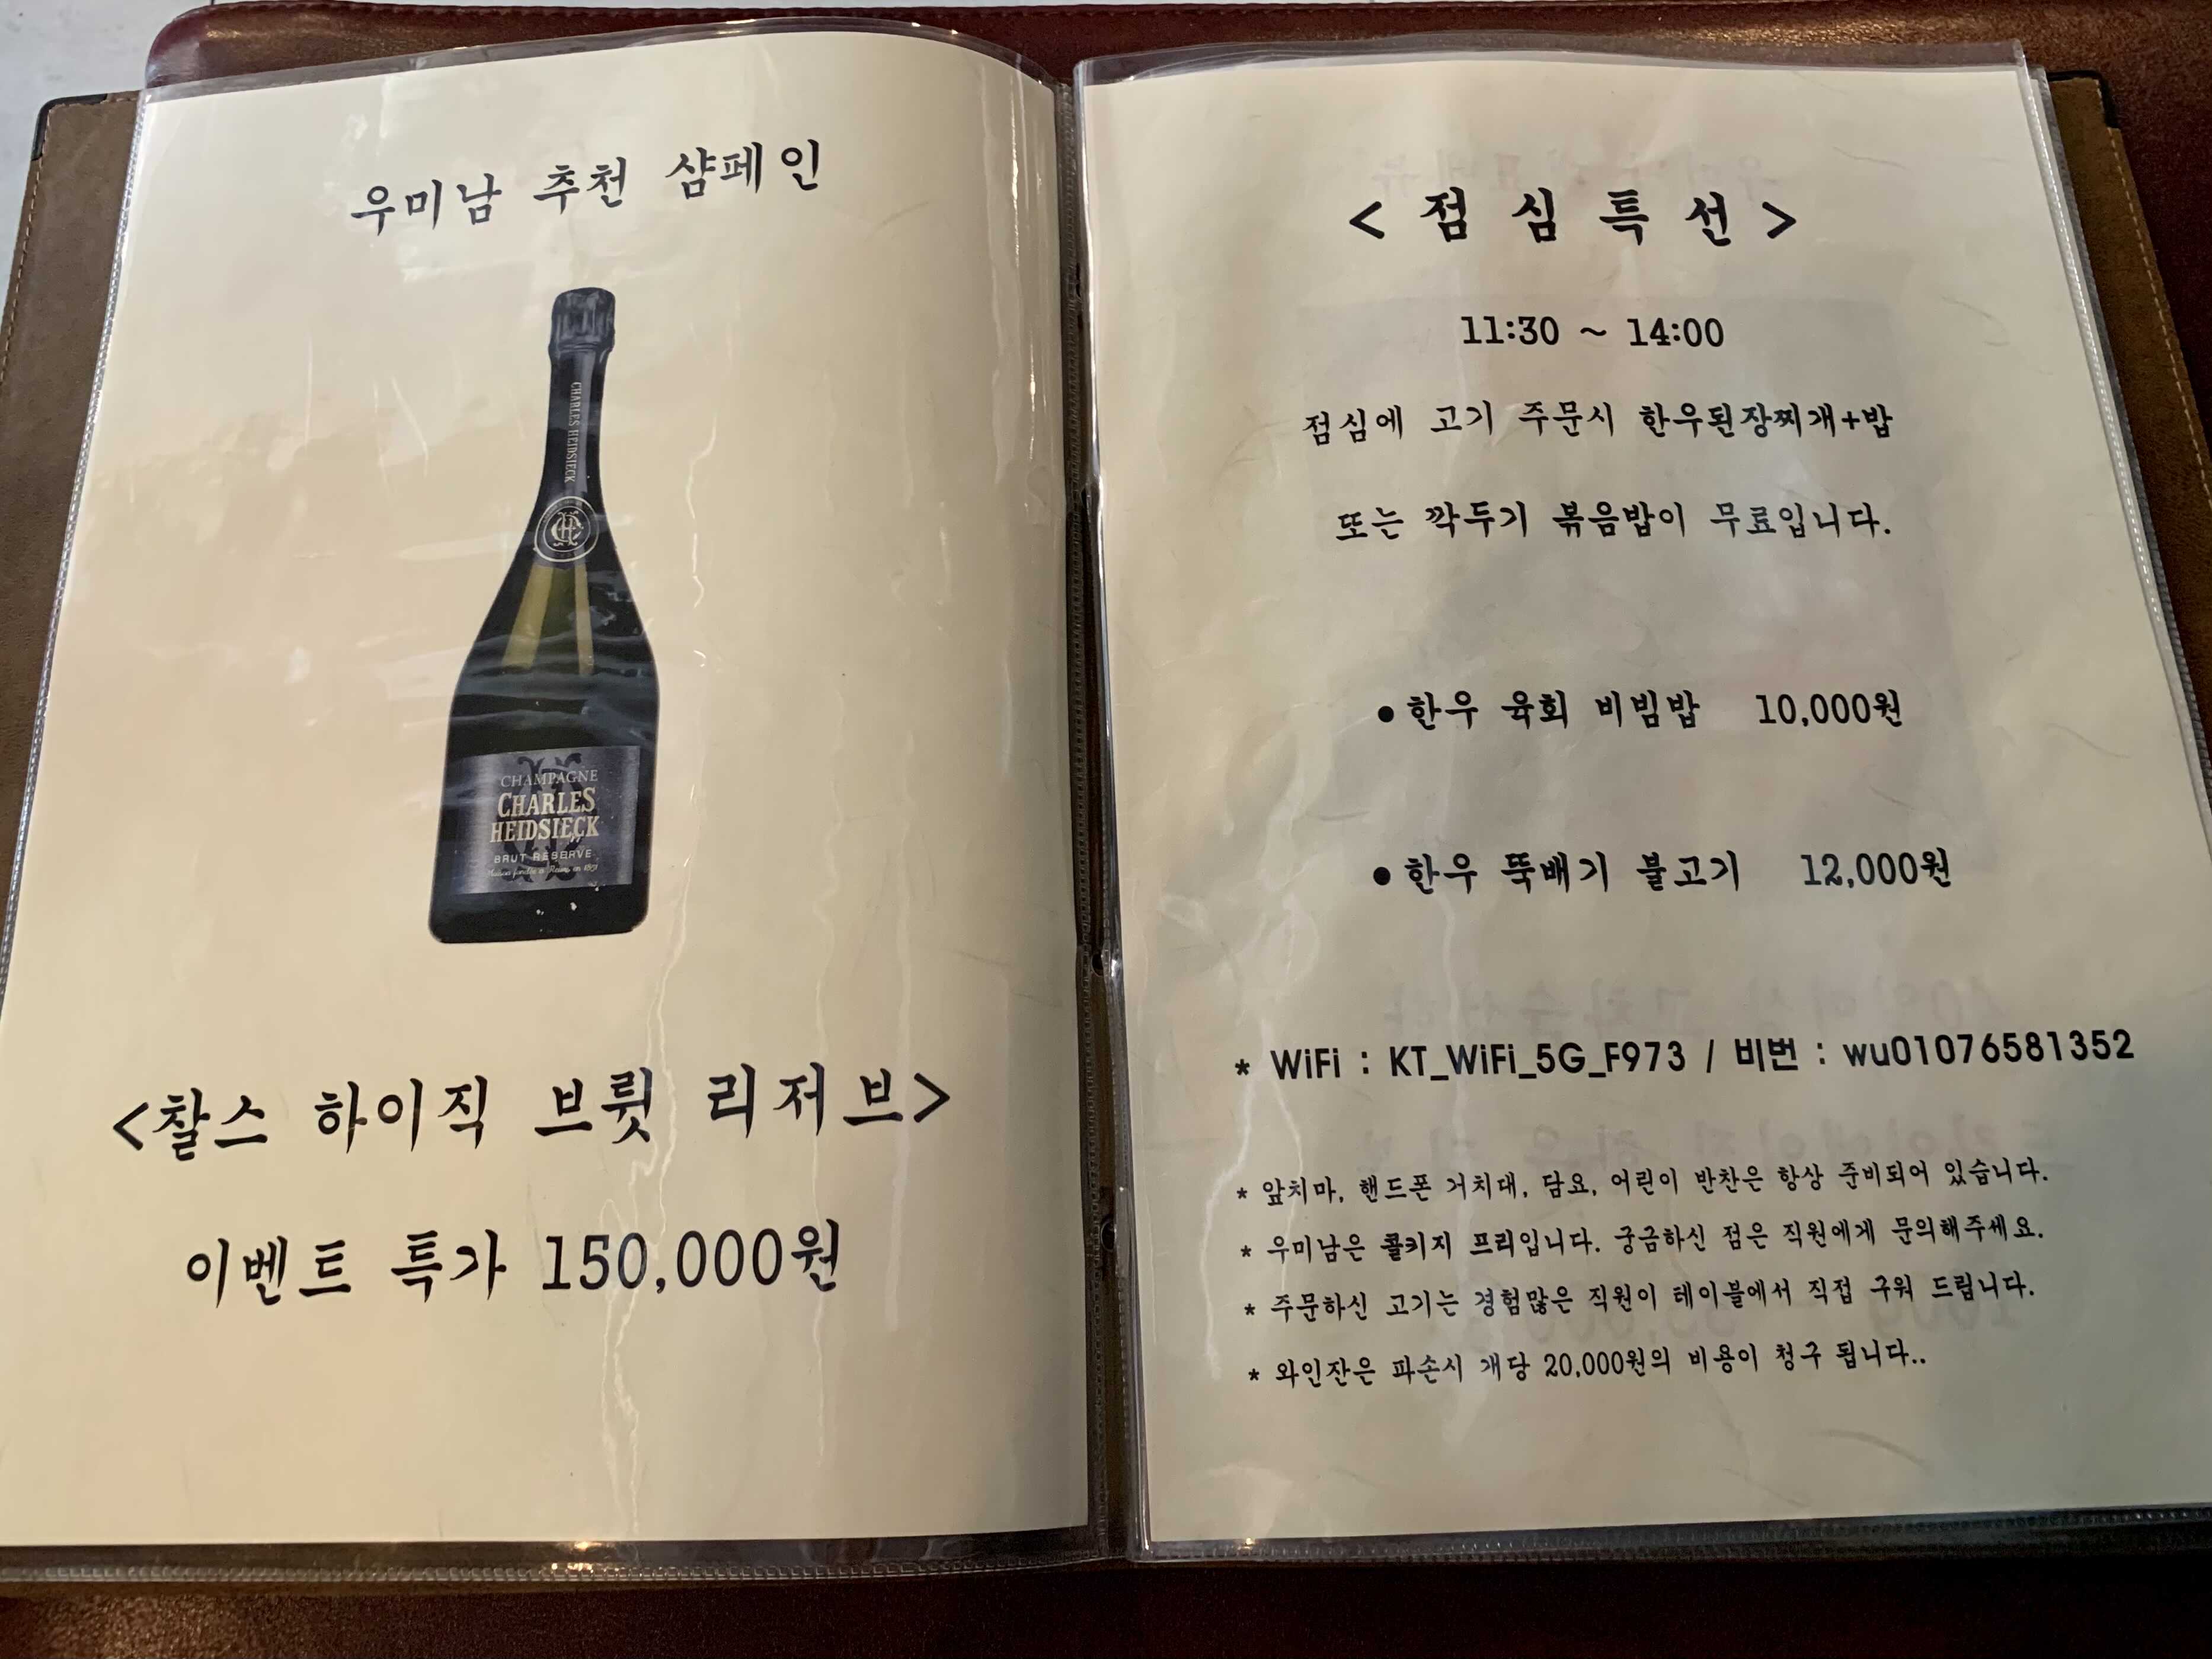 우미남 추천 샴페인
CHARLES HEIDSIECK
CHAMPAGNE
CHARLES
HEIDSIECK
BRUT RÉSERVE
<찰스 하이직 브륏 리저브>
이벤트 특가 150,000원
< 점 심 특 선 >
11:30 ~ 14:00
점심에 고기 주문시 한우된장찌개+밥
또는 깍두기 볶음밥이 무료입니다.
● 한우 육회 비빔밥 10,000원
● 한우 뚝배기 불고기 12,000원
* WiFi : KT_WiFi_5G_F973 / 비번 : wu01076581352
* 앞치마, 핸드폰 거치대, 담요, 어린이 반찬은 항상 준비되어 있습니다.
* 우미남은 콜키지 프리입니다. 궁금하신 점은 직원에게 문의해주세요.
* 주문하신 고기는 경험많은 직원이 테이블에서 직접 구워 드립니다.
* 와인잔은 파손시 개당 20,000원의 비용이 청구 됩니다..